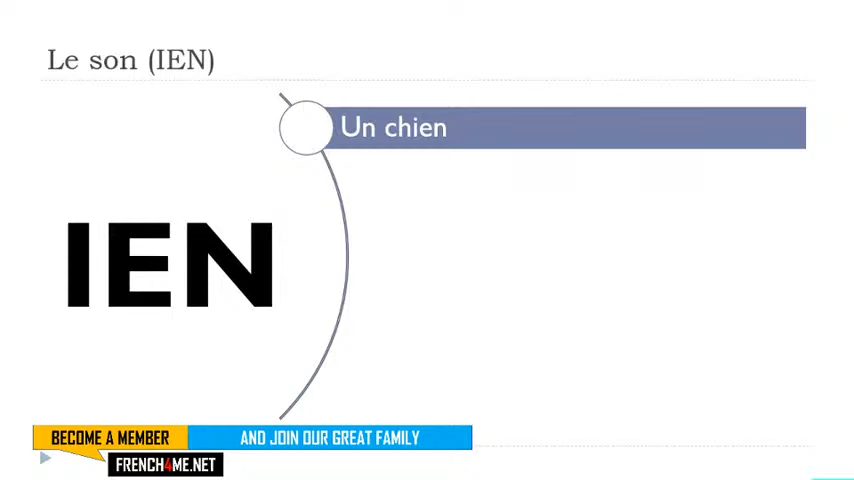 Le son (IEN)
Un chien
IEN
BECOME A MEMBER
AND JOIN OUR GREAT FAMILY
FRENCH4ME.NET